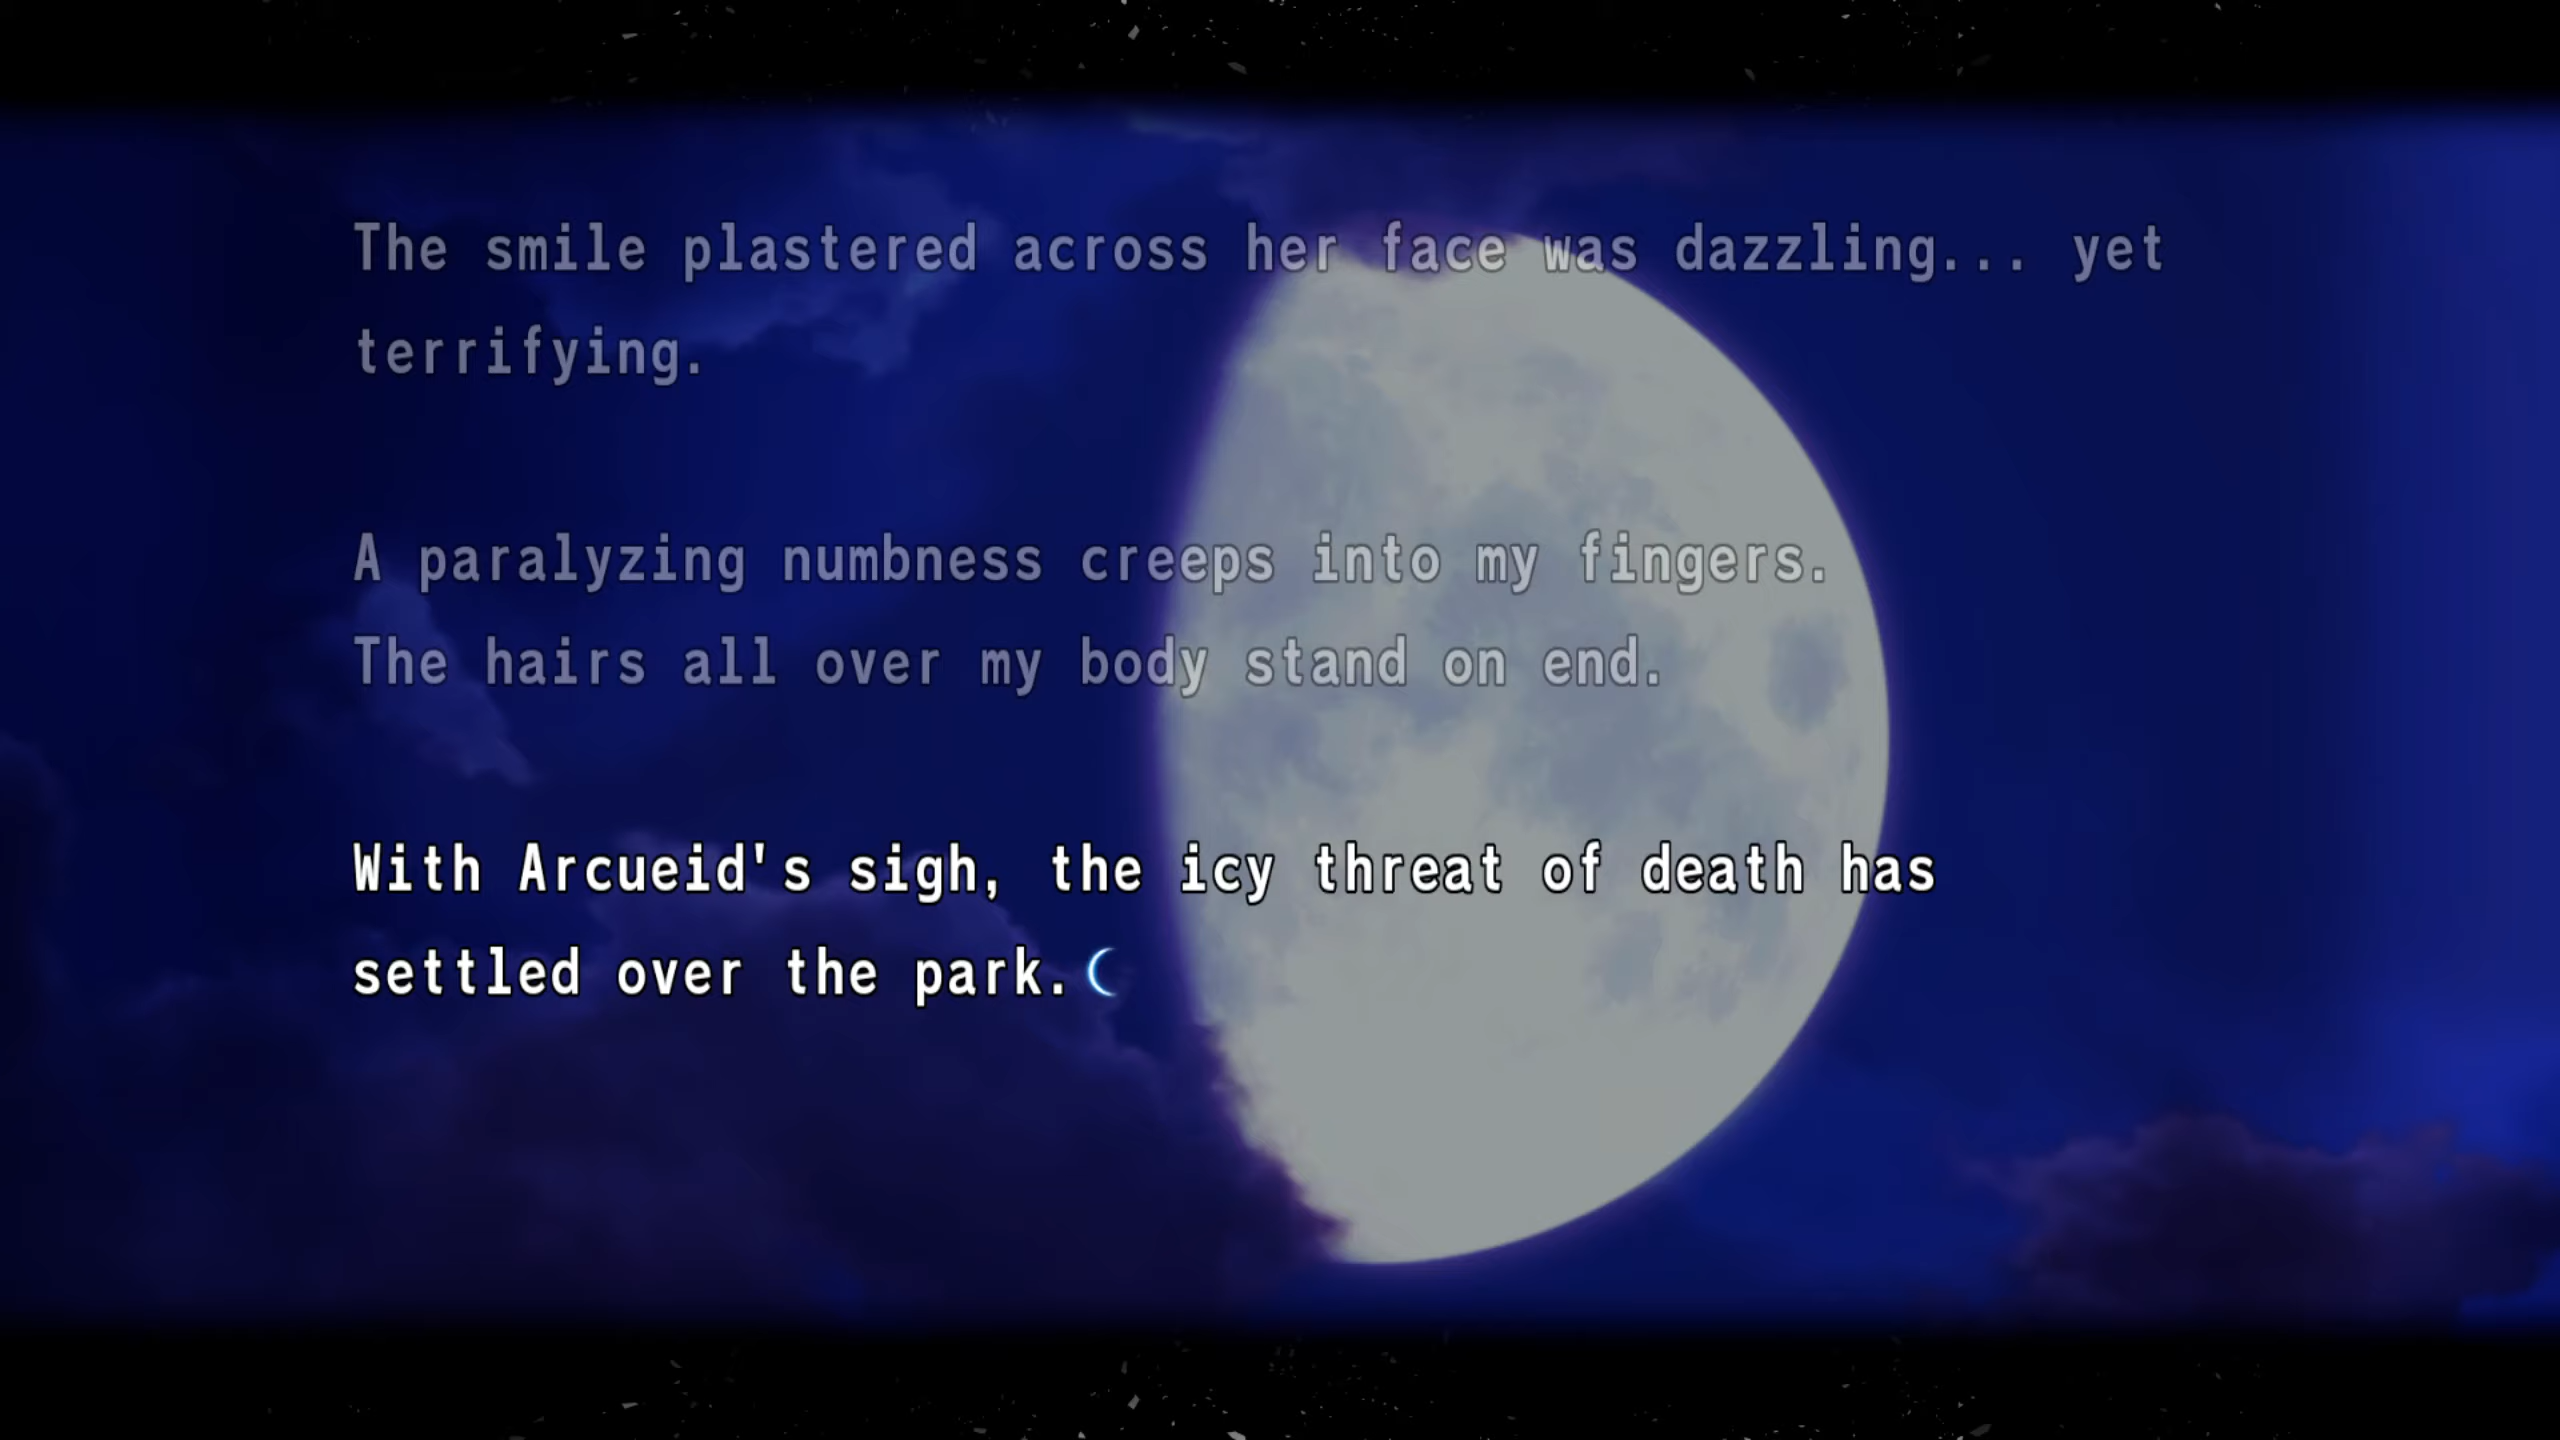 The smile plastered across her face was dazzling... yet
terrifying.
A paralyzing numbness creeps into my fingers.
The hairs all over my body stand on end.
With Arcueid's sigh, the icy threat of death has
settled over the park.